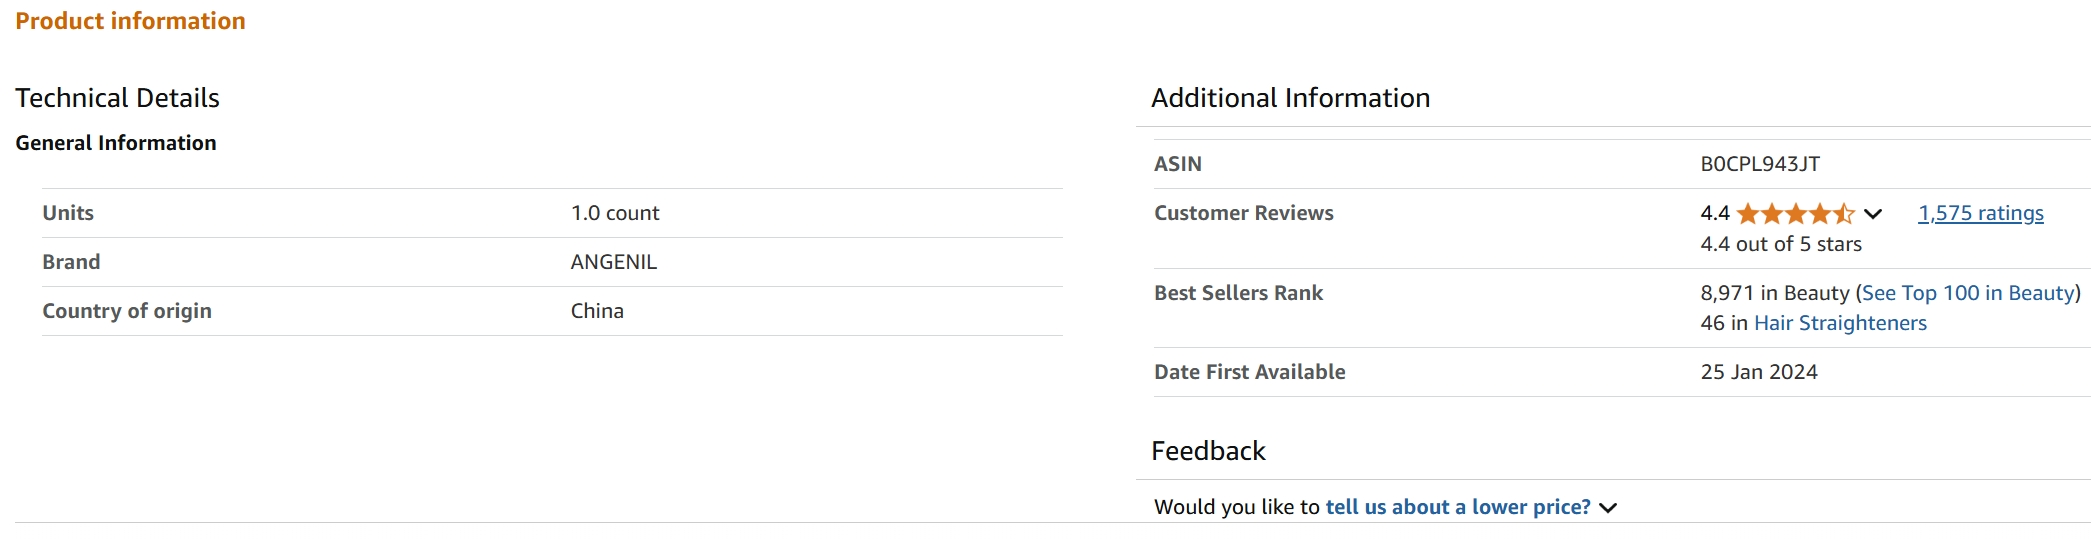 Product information
Technical Details
General Information
Units 1.0 count
Brand ANGENIL
Country of origin China
Additional Information
ASIN B0CPL943JT
Customer Reviews 4.4 1,575 ratings
4.4 out of 5 stars
Best Sellers Rank 8,971 in Beauty (See Top 100 in Beauty)
46 in Hair Straighteners
Date First Available 25 Jan 2024
Feedback
Would you like to tell us about a lower price?